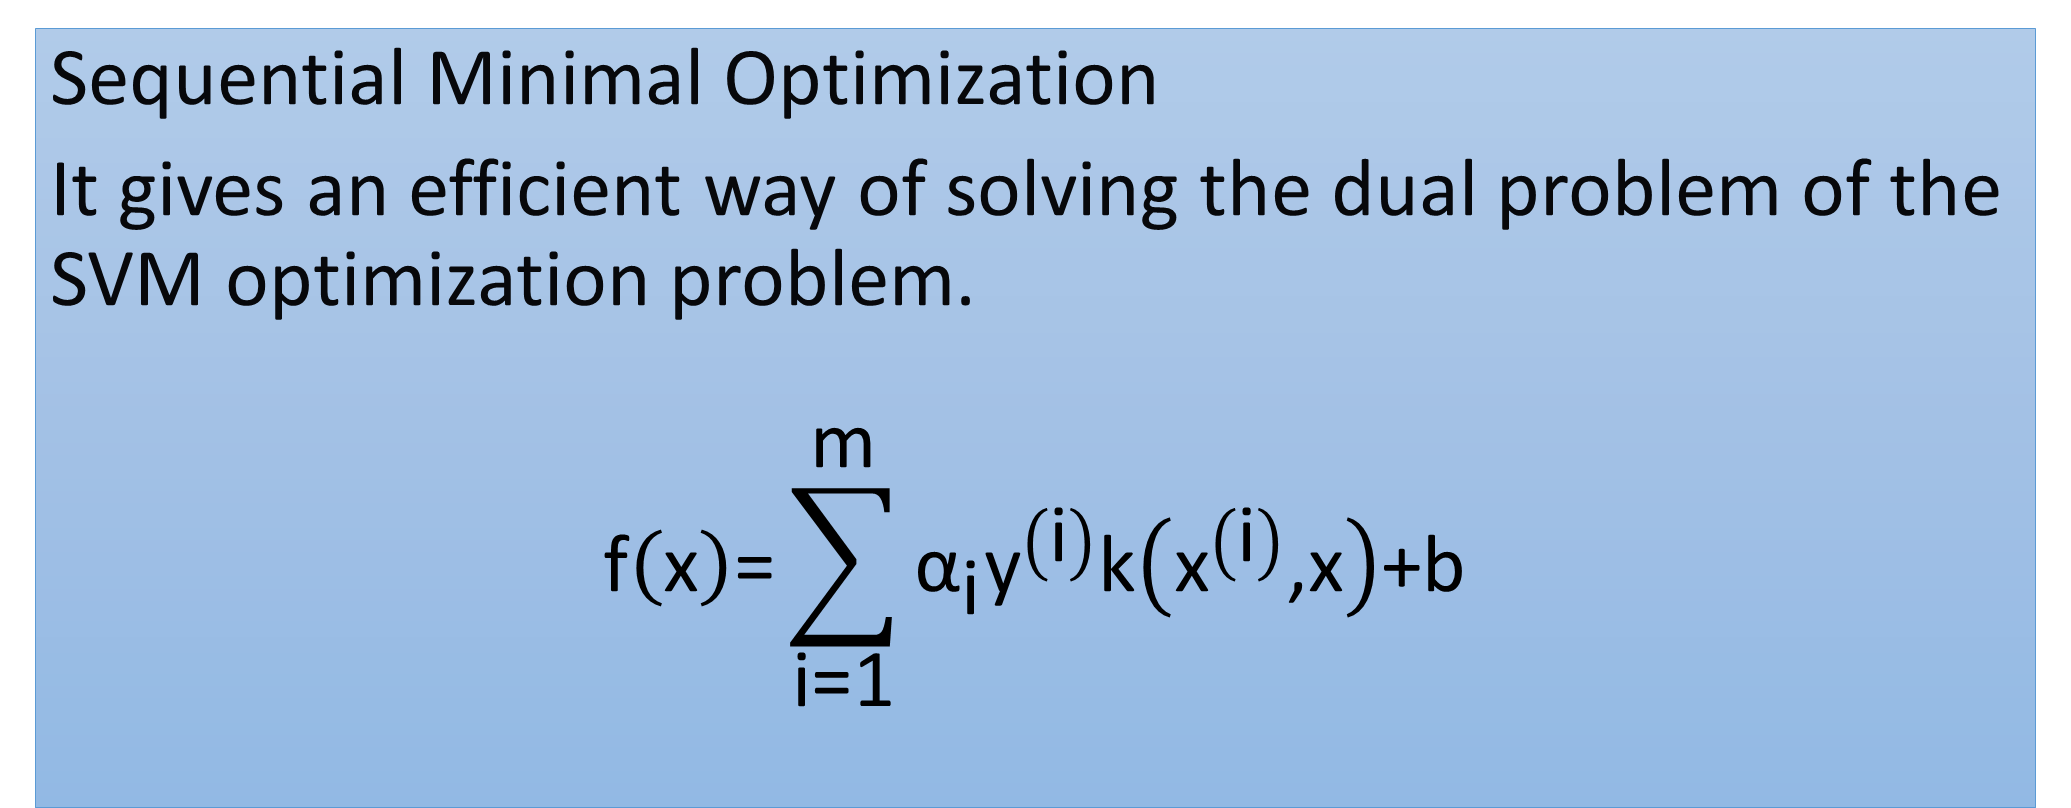 Sequential Minimal Optimization
It gives an efficient way of solving the dual problem of the
SVM optimization problem.
m
f(x)=∑ αᵢy⁽ⁱ⁾k(x⁽ⁱ⁾,x)+b
i=1